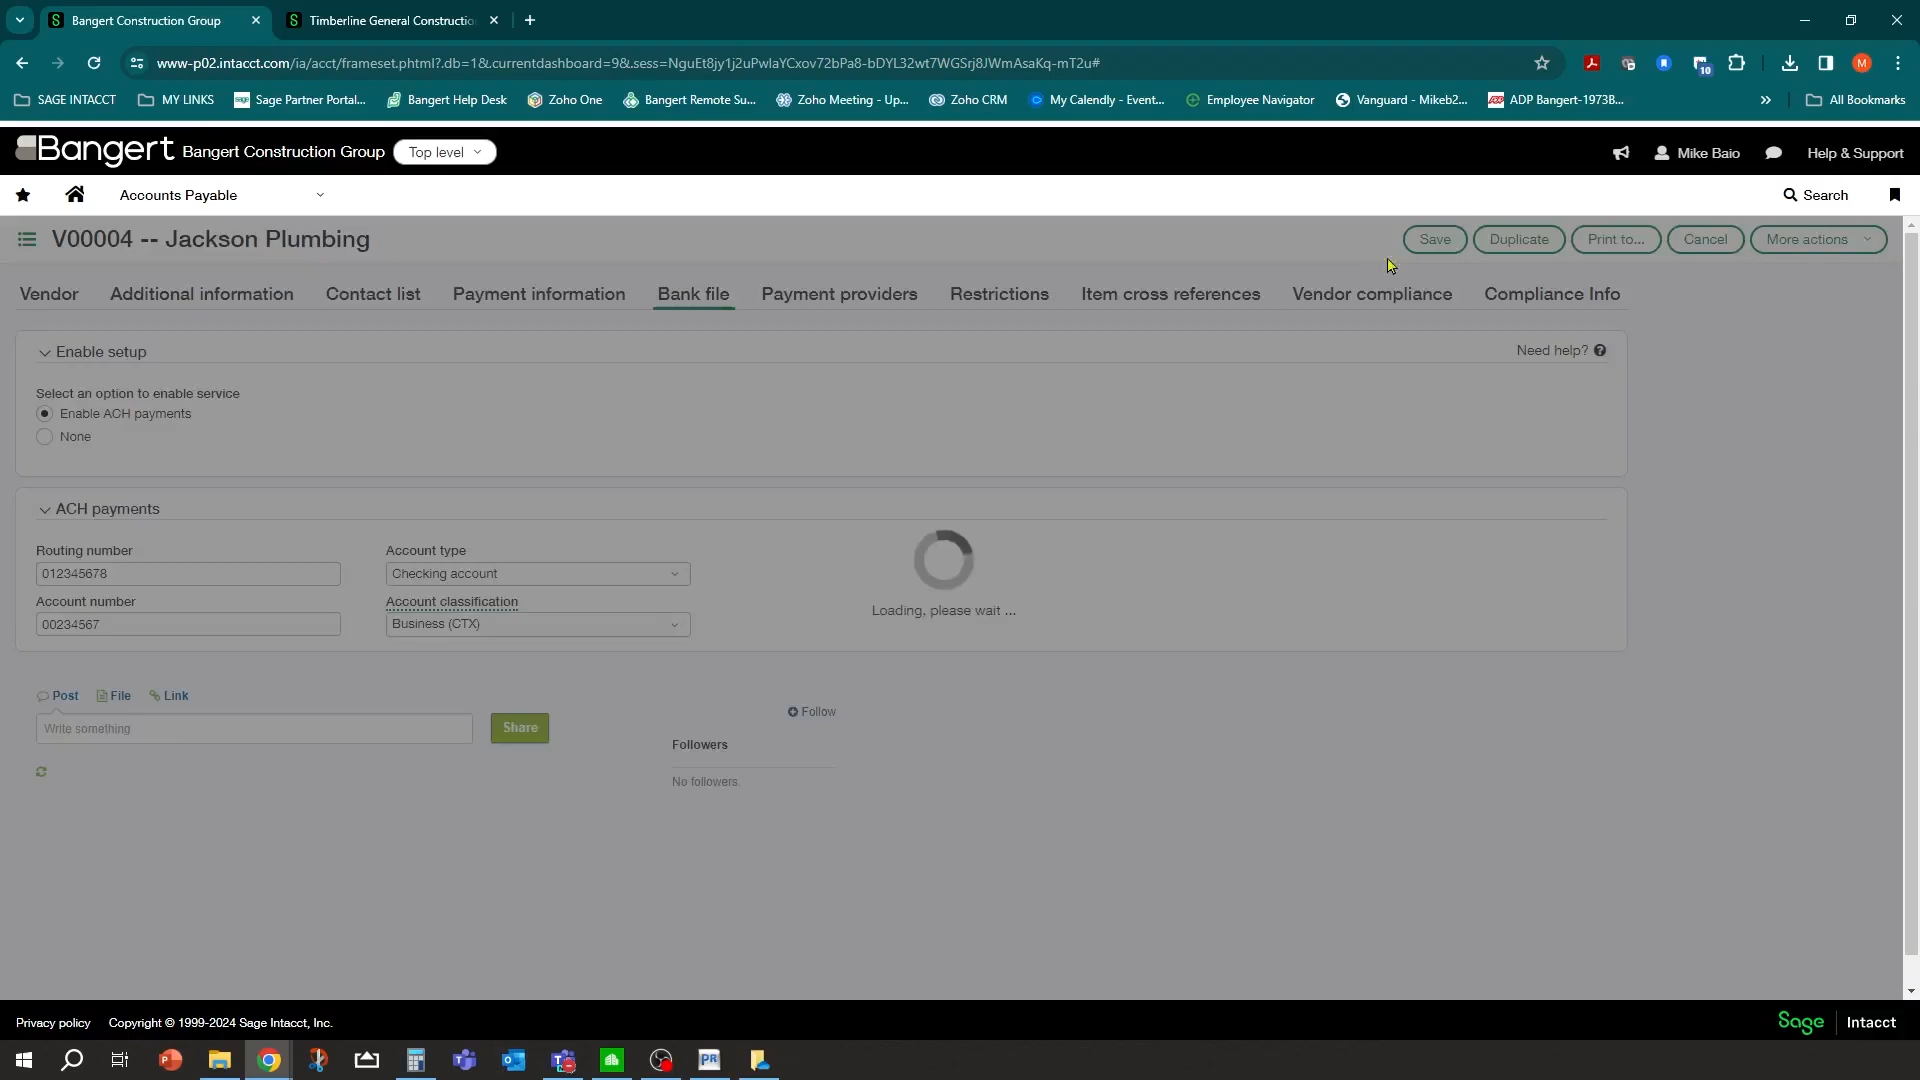 Bangert Construction Group
Timberline General Constructio
www-p02.intacct.com/ia/acct/frameset.phtml?.db=1&.currentdashboard=9&.sess=NguEt8jy1j2uPwIaYCxov72bPa8-bDYL32wt7WGSrj8JWmAsaKq-mT2u#
M
10
SAGE INTACCT
MY LINKS
Sage Partner Portal...
Bangert Help Desk
Zoho One
Bangert Remote Su...
Zoho Meeting - Up...
Zoho CRM
My Calendly - Event...
Employee Navigator
Vanguard - Mikeb2...
ADP Bangert-1973B...
All Bookmarks
Bangert
Bangert Construction Group
Top level
Mike Baio
Help & Support
Accounts Payable
Search
V00004 -- Jackson Plumbing
Save
Duplicate
Print to...
Cancel
More actions
Vendor
Additional information
Contact list
Payment information
Bank file
Payment providers
Restrictions
Item cross references
Vendor compliance
Compliance Info
Enable setup
Need help?
Select an option to enable service
Enable ACH payments
None
ACH payments
Routing number
Account type
012345678
Checking account
Account number
Account classification
00234567
Business (CTX)
Loading, please wait ...
Post
File
Link
Write something
Share
Follow
Followers
No followers.
Privacy policy
Copyright © 1999-2024 Sage Intacct, Inc.
Sage
Intacct
PR